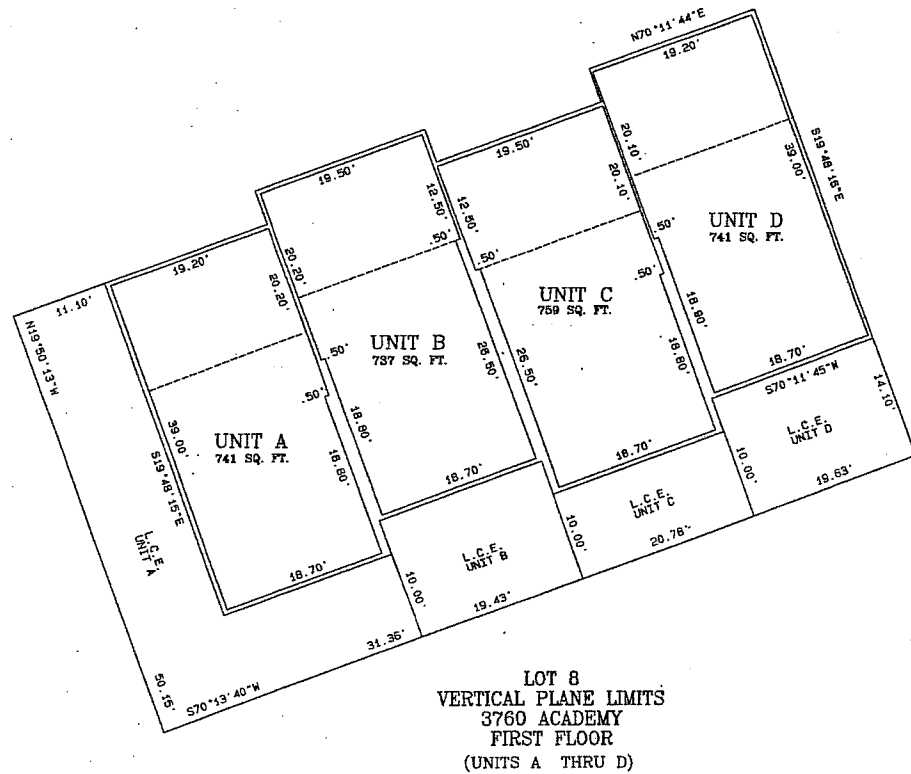 N70°11'44"E
19.20'
20.10'
39.00'
S19°48'16"E
UNIT D
741 SQ. FT.
.50'
18.80'
18.70'
S70°11'45"W
14.10'
L.C.E.
UNIT D
10.00'
19.63'
19.50'
12.50'
20.10'
.50'
UNIT C
759 SQ. FT.
.50'
26.50'
18.80'
18.70'
L.C.E.
UNIT C
10.00'
20.78'
19.50'
12.50'
20.20'
.50'
UNIT B
737 SQ. FT.
.50'
26.50'
18.80'
18.70'
L.C.E.
UNIT B
10.00'
19.43'
11.10'
19.20'
20.20'
N19°50'13"W
.50'
39.00'
UNIT A
741 SQ. FT.
S19°48'15"E
18.80'
L.C.E.
UNIT A
18.70'
31.36'
50.15'
S70°13'40"W
LOT 8
VERTICAL PLANE LIMITS
3760 ACADEMY
FIRST FLOOR
(UNITS A THRU D)